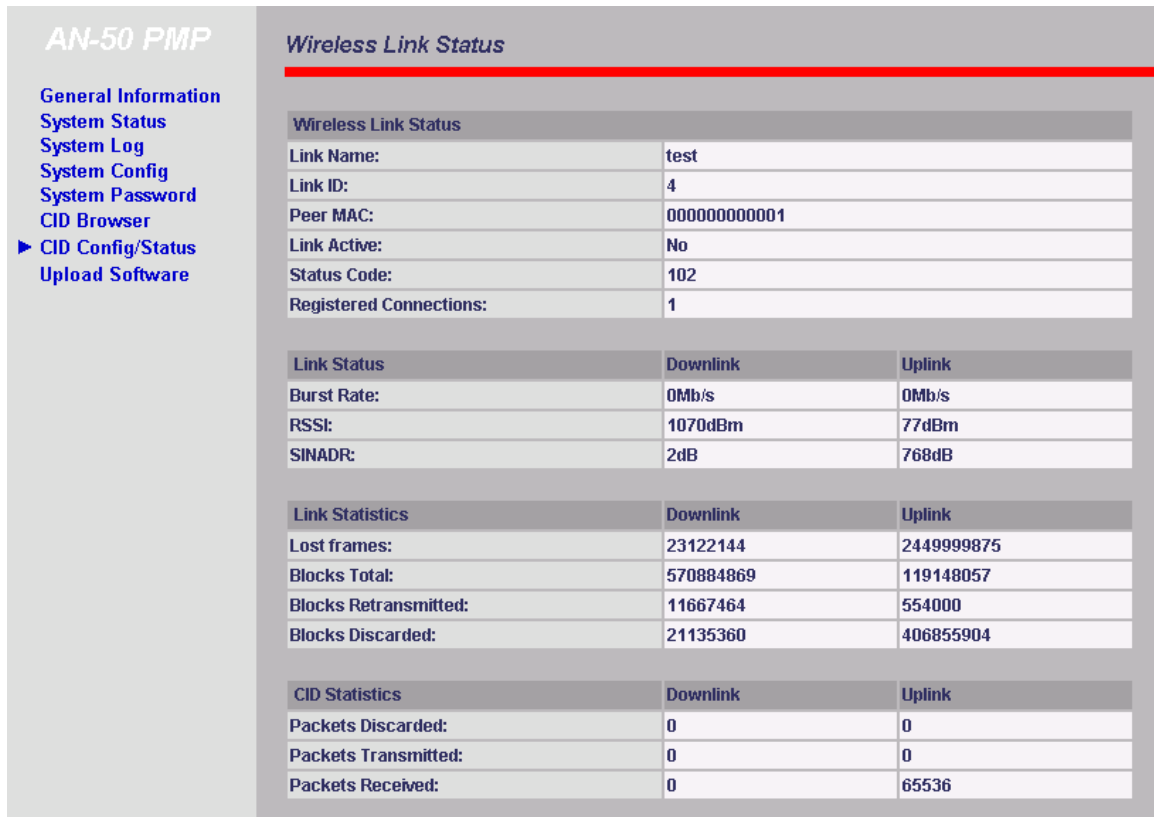 AN-50 PMP
General Information
System Status
System Log
System Config
System Password
CID Browser
CID Config/Status
Upload Software
Wireless Link Status
Wireless Link Status
Link Name: test
Link ID: 4
Peer MAC: 000000000001
Link Active: No
Status Code: 102
Registered Connections: 1
Link Status Downlink Uplink
Burst Rate: 0Mb/s 0Mb/s
RSSI: 1070dBm 77dBm
SINADR: 2dB 768dB
Link Statistics Downlink Uplink
Lost frames: 23122144 2449999875
Blocks Total: 570884869 119148057
Blocks Retransmitted: 11667464 554000
Blocks Discarded: 21135360 406855904
CID Statistics Downlink Uplink
Packets Discarded: 0 0
Packets Transmitted: 0 0
Packets Received: 0 65536